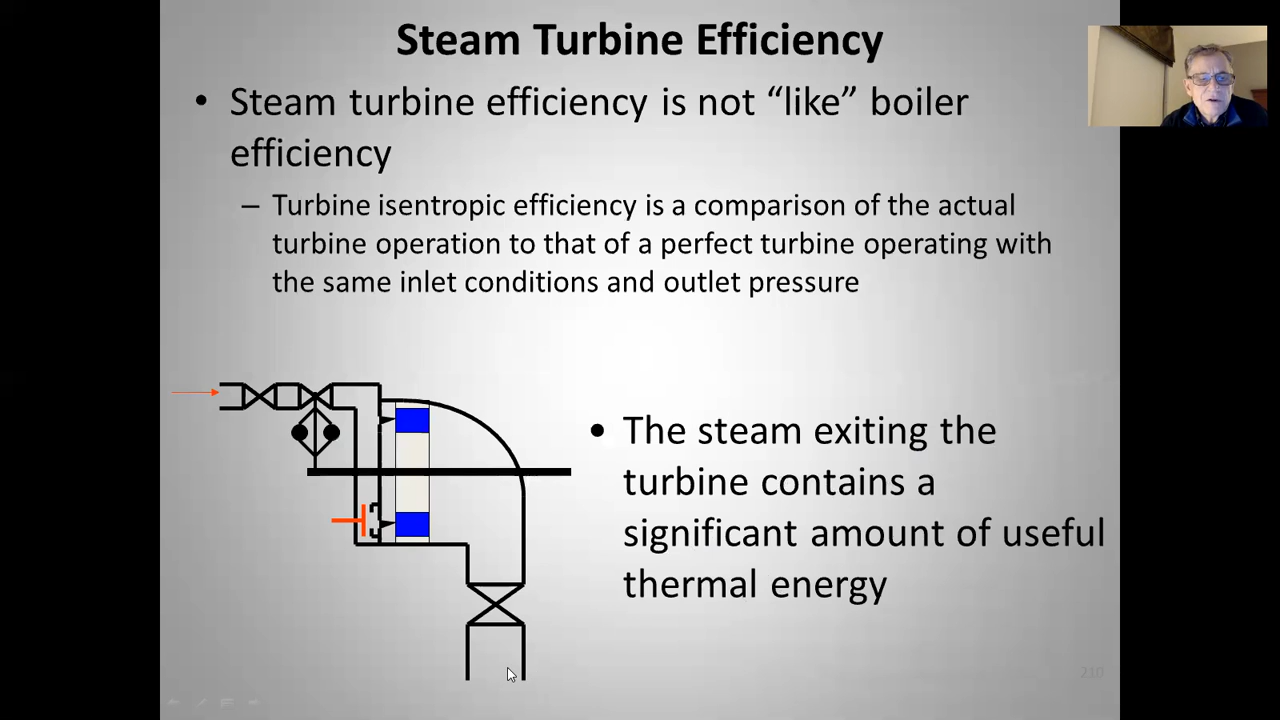 Steam Turbine Efficiency
• Steam turbine efficiency is not “like” boiler
efficiency
– Turbine isentropic efficiency is a comparison of the actual
turbine operation to that of a perfect turbine operating with
the same inlet conditions and outlet pressure
• The steam exiting the
turbine contains a
significant amount of useful
thermal energy
210